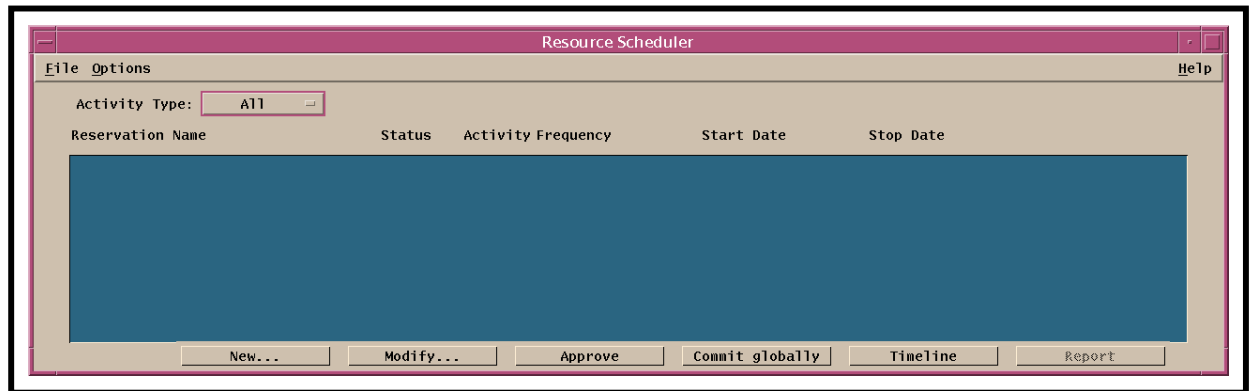 Resource Scheduler
File Options Help
Activity Type: All
Reservation Name Status Activity Frequency Start Date Stop Date
New... Modify... Approve Commit globally Timeline Report